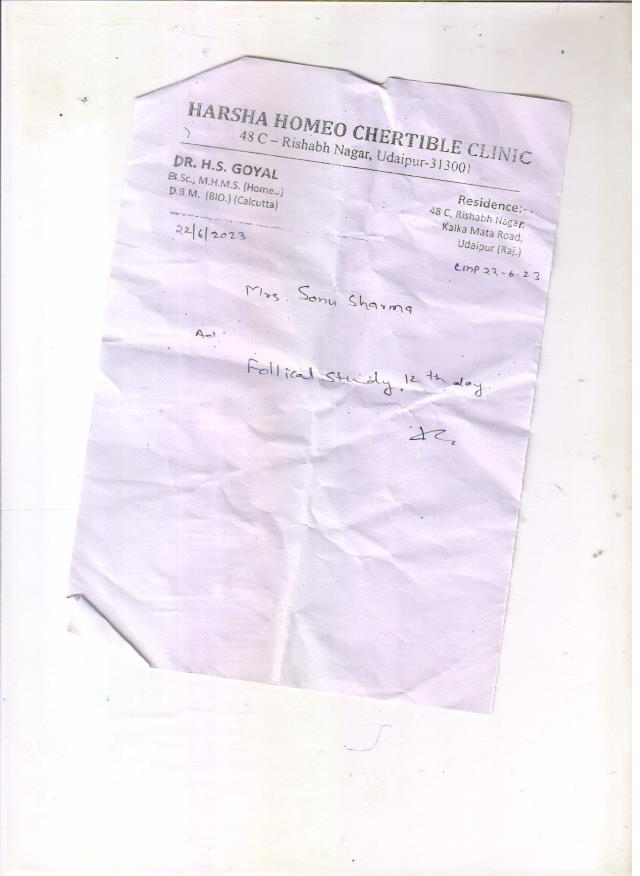 HARSHA HOMEO CHERTIBLE CLINIC
48 C – Rishabh Nagar, Udaipur-313001
DR. H.S. GOYAL
B.Sc., M.H.M.S. (Homeo)
D.B.M. (BIO.) (Calcutta)
Residence:-
48 C, Rishabh Nagar,
Kalka Mata Road,
Udaipur (Raj.)
22/6/2023
LMP 22-6-23
Mrs. Sonu Sharma
Ad.
Follical Study 12 th day.